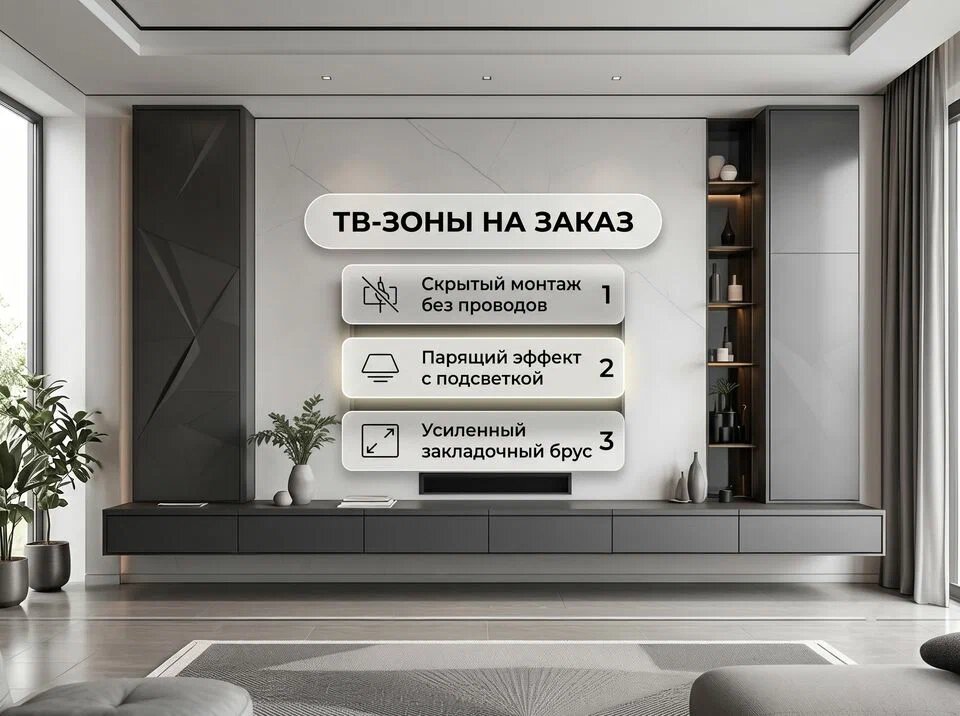 ТВ-ЗОНЫ НА ЗАКАЗ
Скрытый монтаж
без проводов
1
Парящий эффект
с подсветкой
2
Усиленный
закладочный брус
3